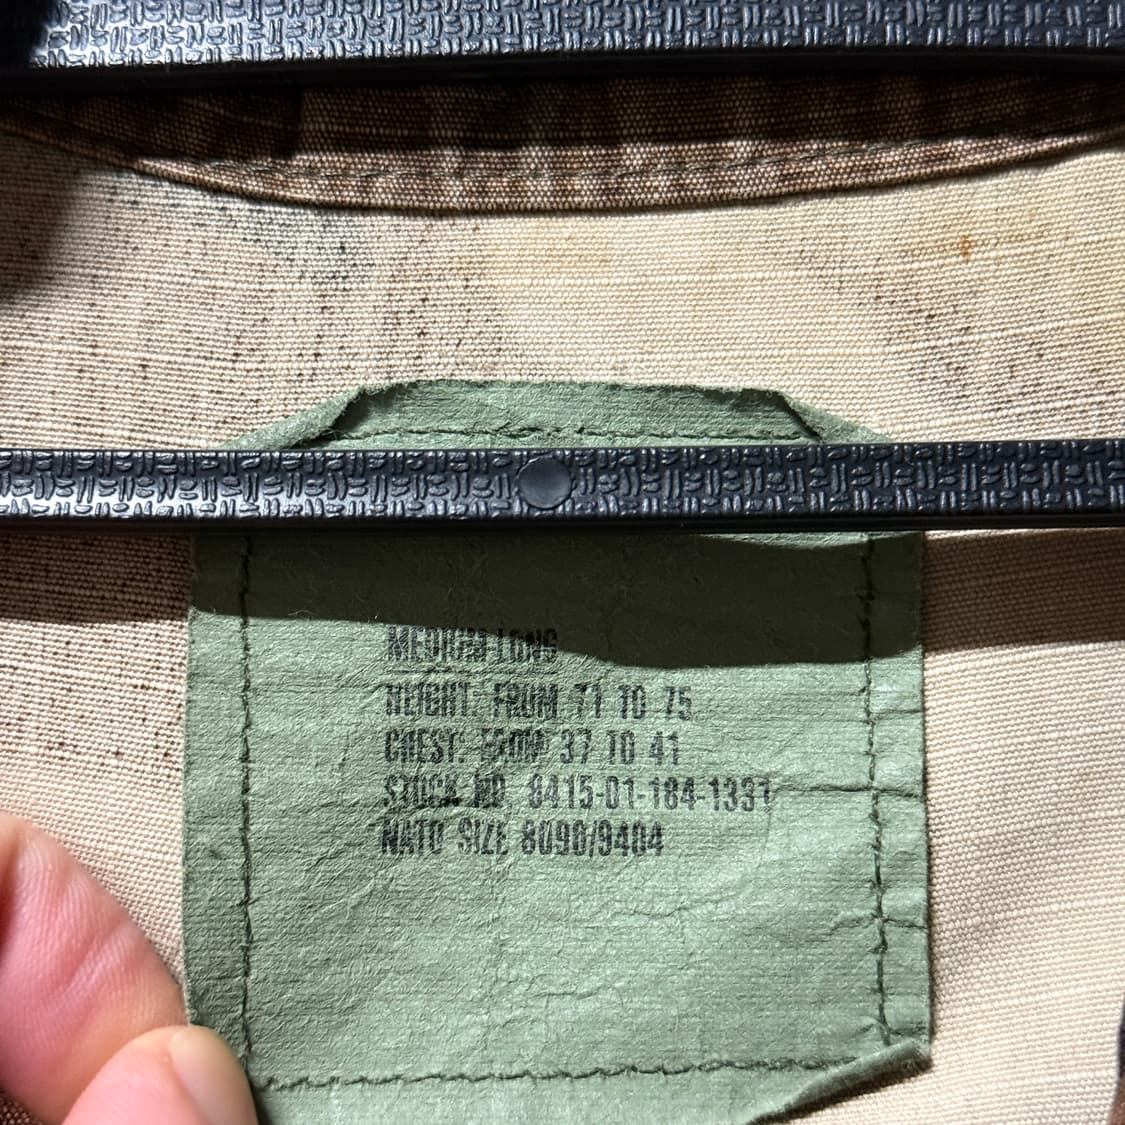 MEDIUM-LONG
HEIGHT: FROM 71 TO 75
CHEST: FROM 37 TO 41
STOCK NO. 8415-01-184-1331
NATO SIZE 8090/9404